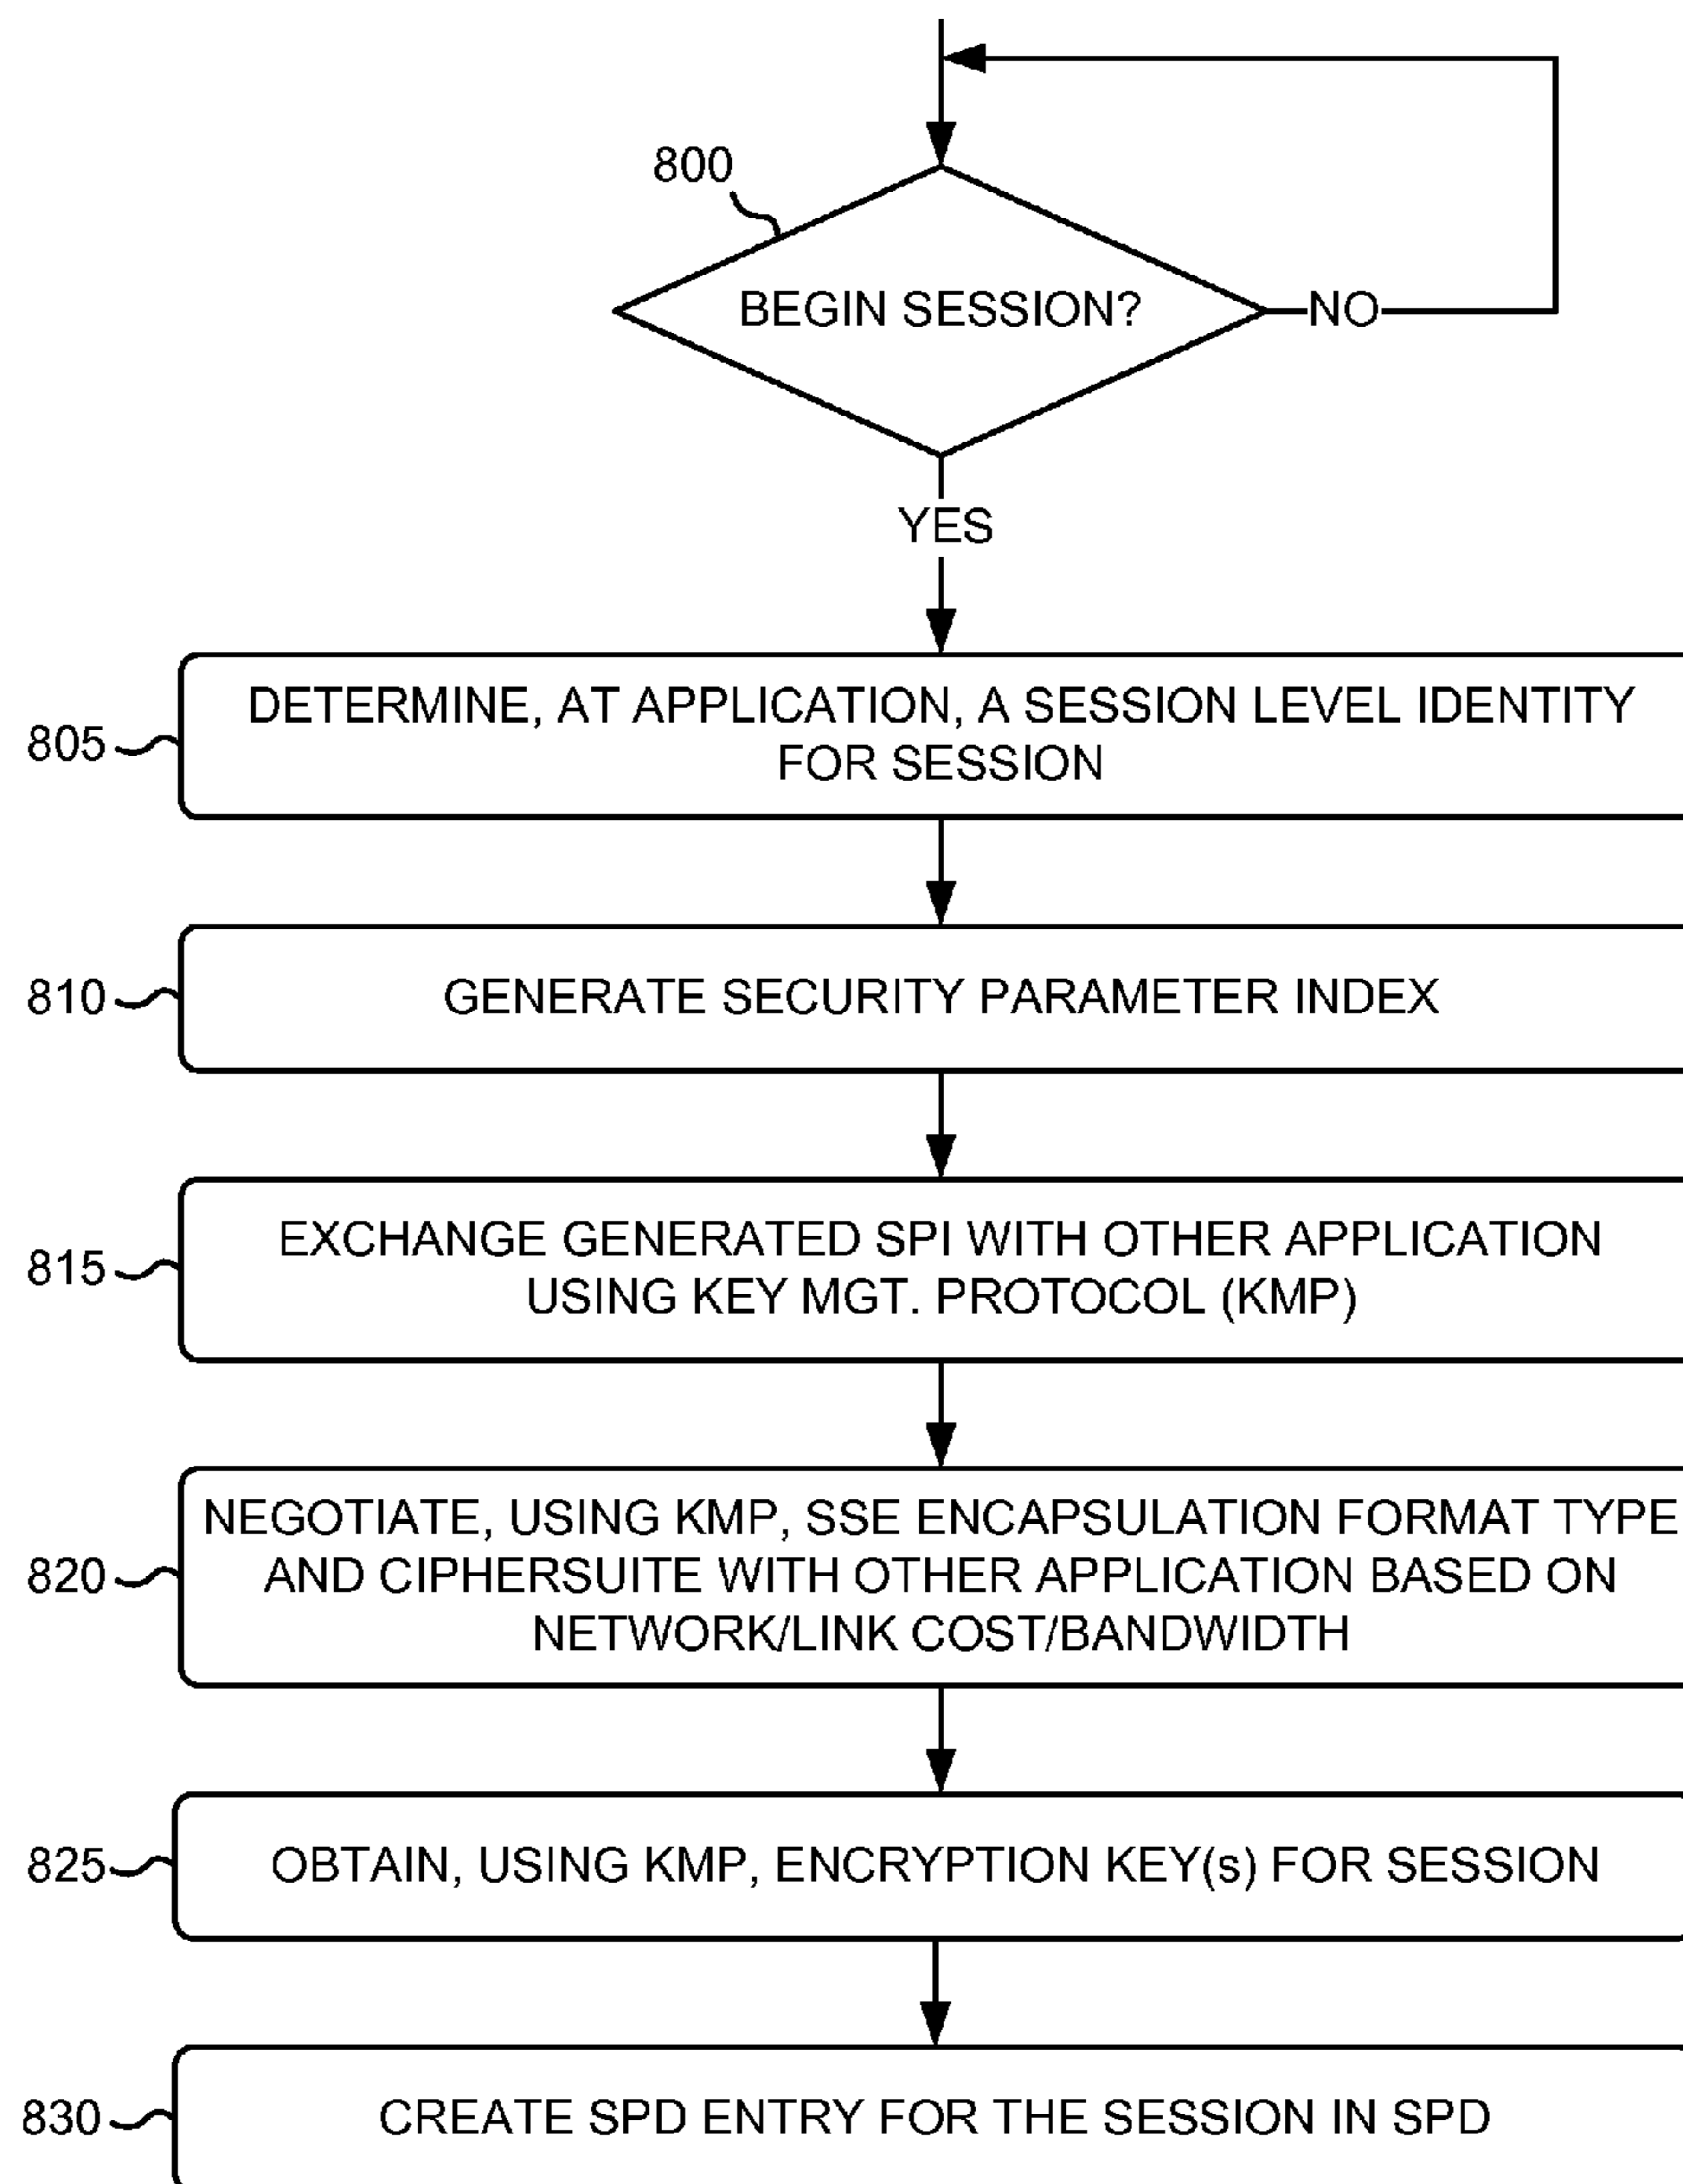 800
BEGIN SESSION?
NO
YES
805
DETERMINE, AT APPLICATION, A SESSION LEVEL IDENTITY
FOR SESSION
810
GENERATE SECURITY PARAMETER INDEX
815
EXCHANGE GENERATED SPI WITH OTHER APPLICATION
USING KEY MGT. PROTOCOL (KMP)
820
NEGOTIATE, USING KMP, SSE ENCAPSULATION FORMAT TYPE
AND CIPHERSUITE WITH OTHER APPLICATION BASED ON
NETWORK/LINK COST/BANDWIDTH
825
OBTAIN, USING KMP, ENCRYPTION KEY(s) FOR SESSION
830
CREATE SPD ENTRY FOR THE SESSION IN SPD